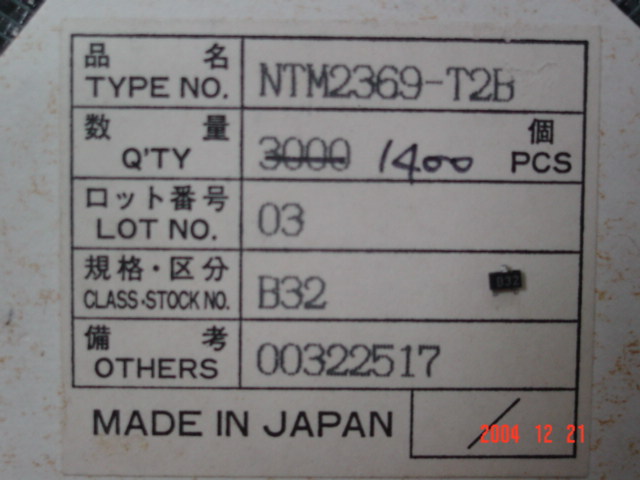 品名 NTM2369-T2B
TYPE NO.
数量 3000 1400 個
Q'TY PCS
ロット番号 03
LOT NO.
規格・区分 B32
CLASS・STOCK NO.
備考 00322517
OTHERS
MADE IN JAPAN
2004 12 21